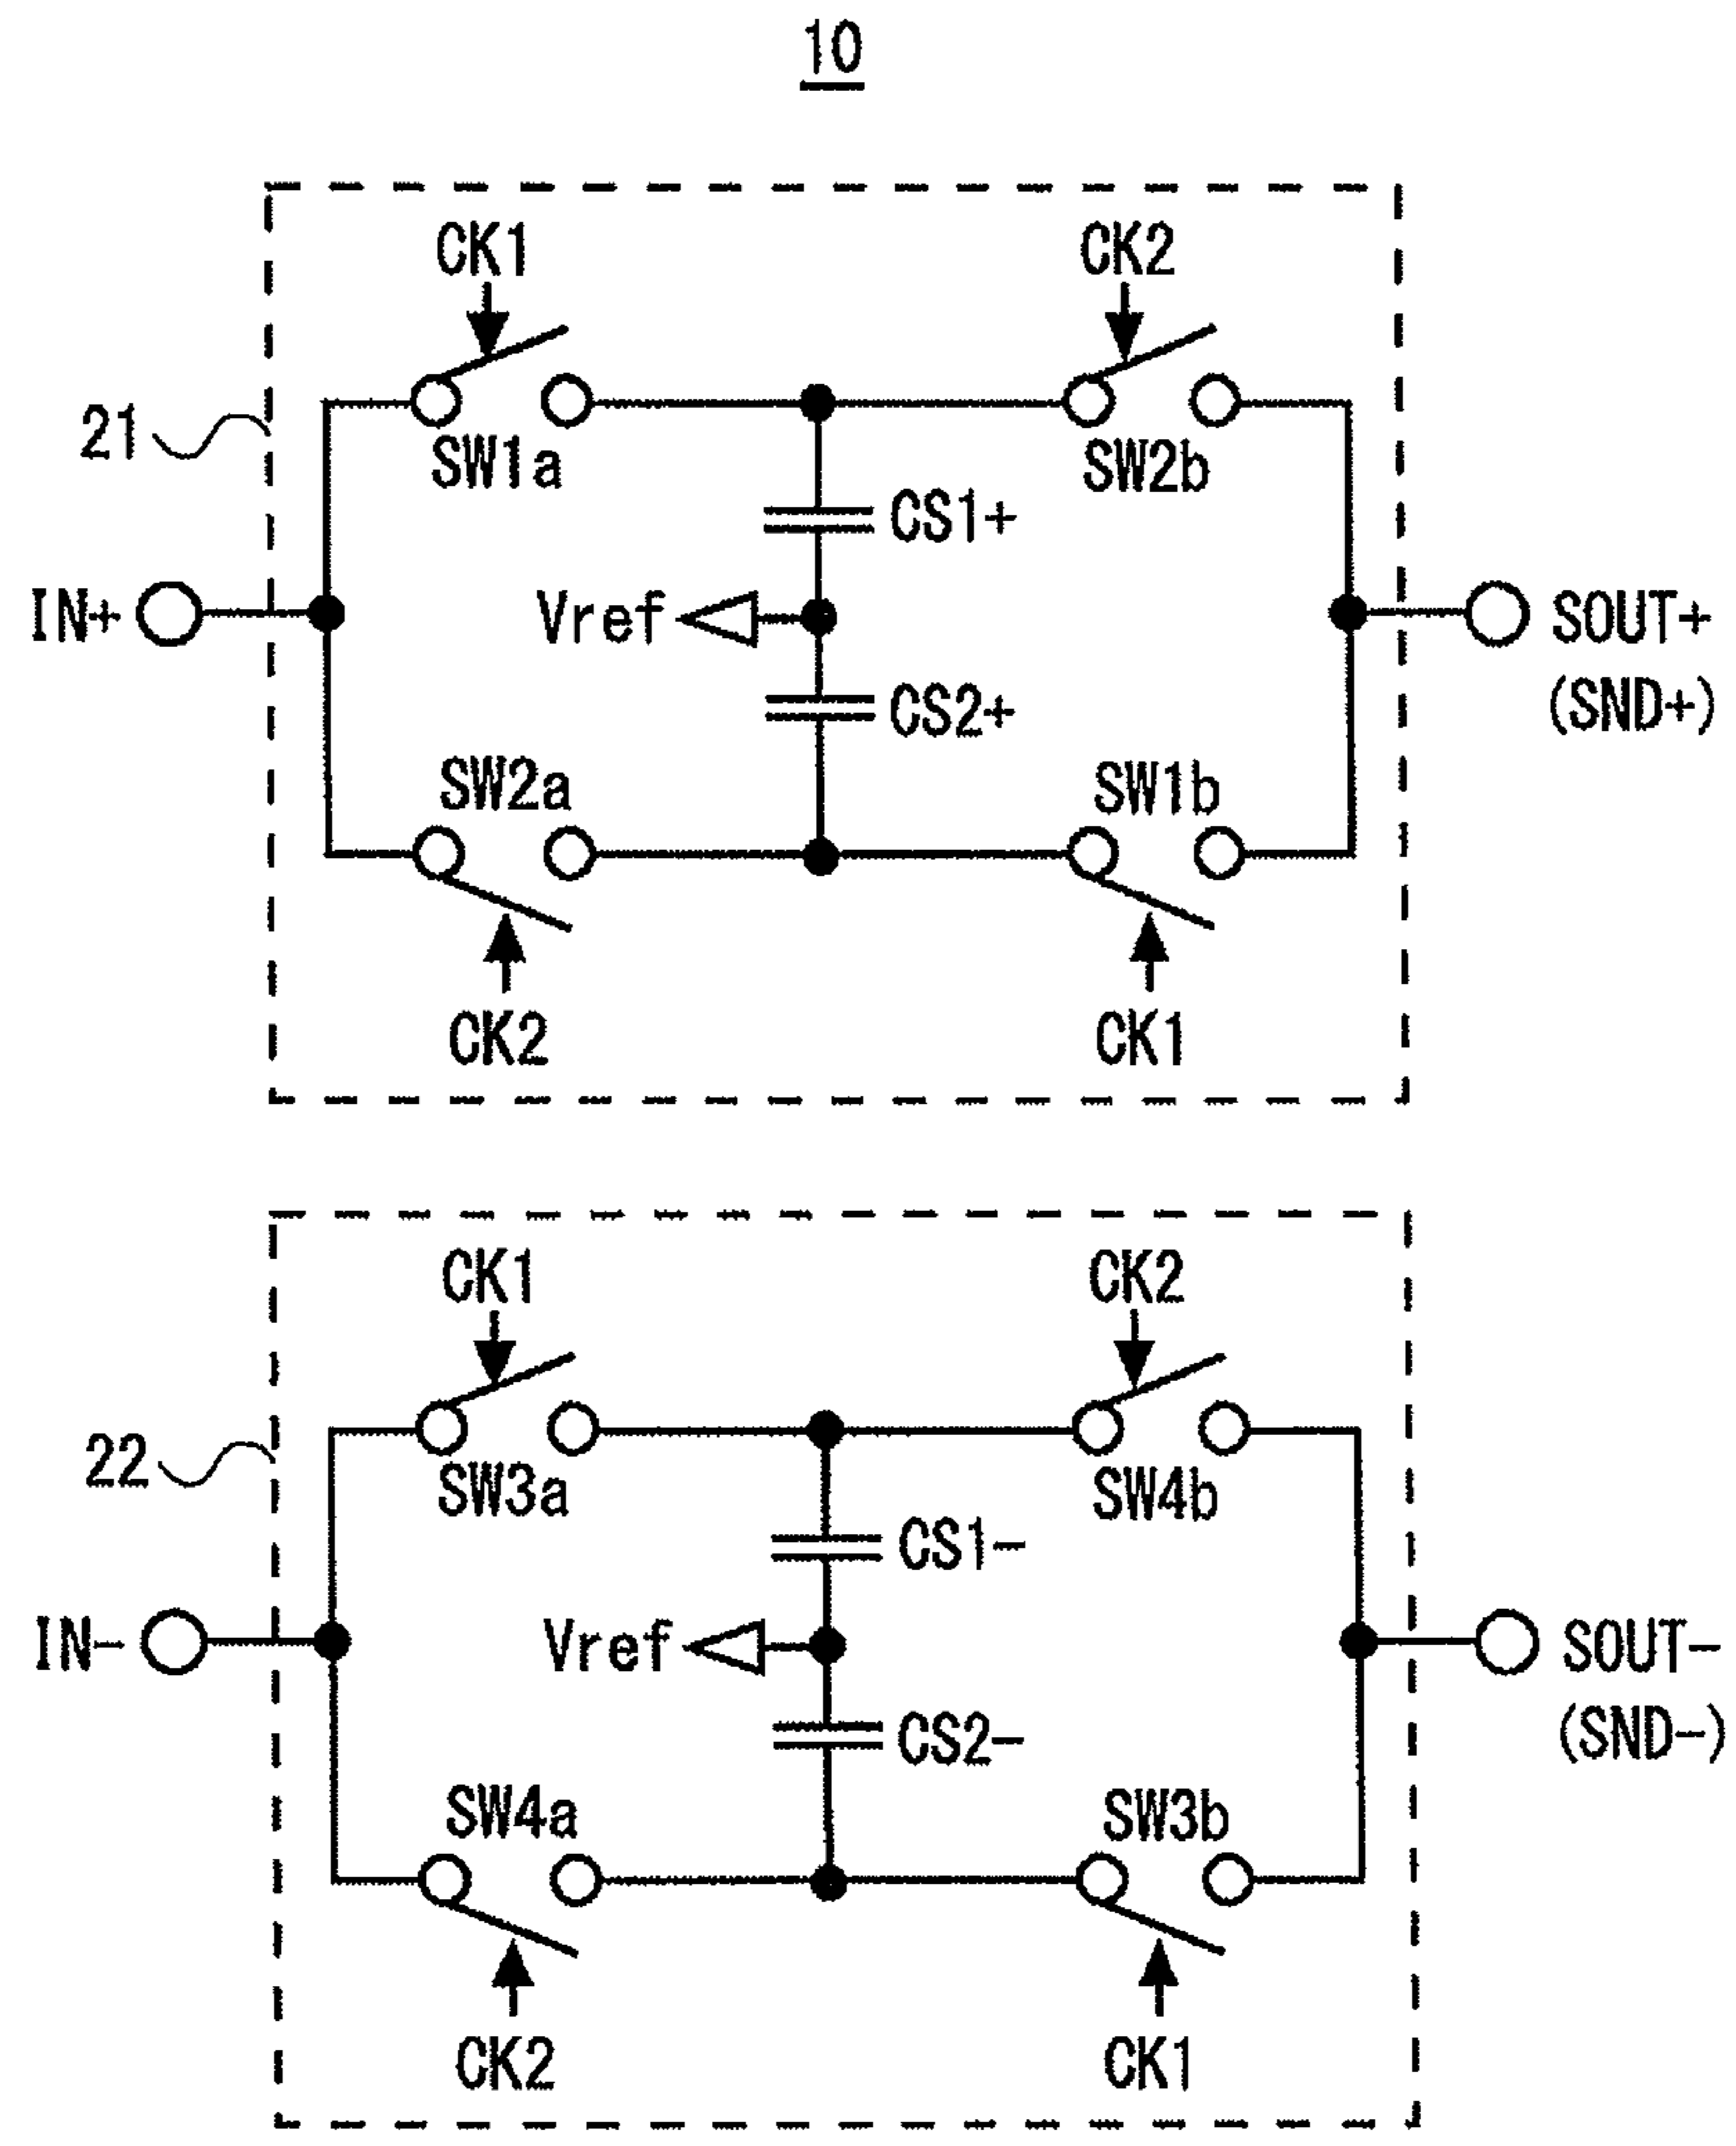 10
CK1 CK2
21
SW1a SW2b
CS1+
IN+ Vref SOUT+
(SND+)
CS2+
SW2a SW1b
CK2 CK1
CK1 CK2
22
SW3a SW4b
CS1-
IN- Vref SOUT-
(SND-)
CS2-
SW4a SW3b
CK2 CK1